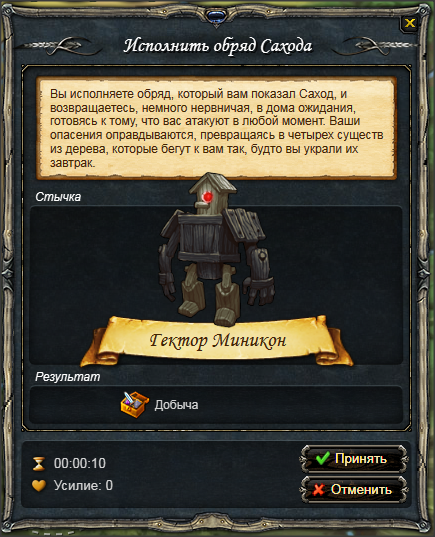 Исполнить обряд Сахода
Вы исполняете обряд, который вам показал Саход, и
возвращаетесь, немного нервничая, в дома ожидания,
готовясь к тому, что вас атакуют в любой момент. Ваши
опасения оправдываются, превращаясь в четырех существ
из дерева, которые бегут к вам так, будто вы украли их
завтрак.
Стычка
Гектор Миникон
Результат
Добыча
00:00:10
Усилие: 0
Принять
Отменить